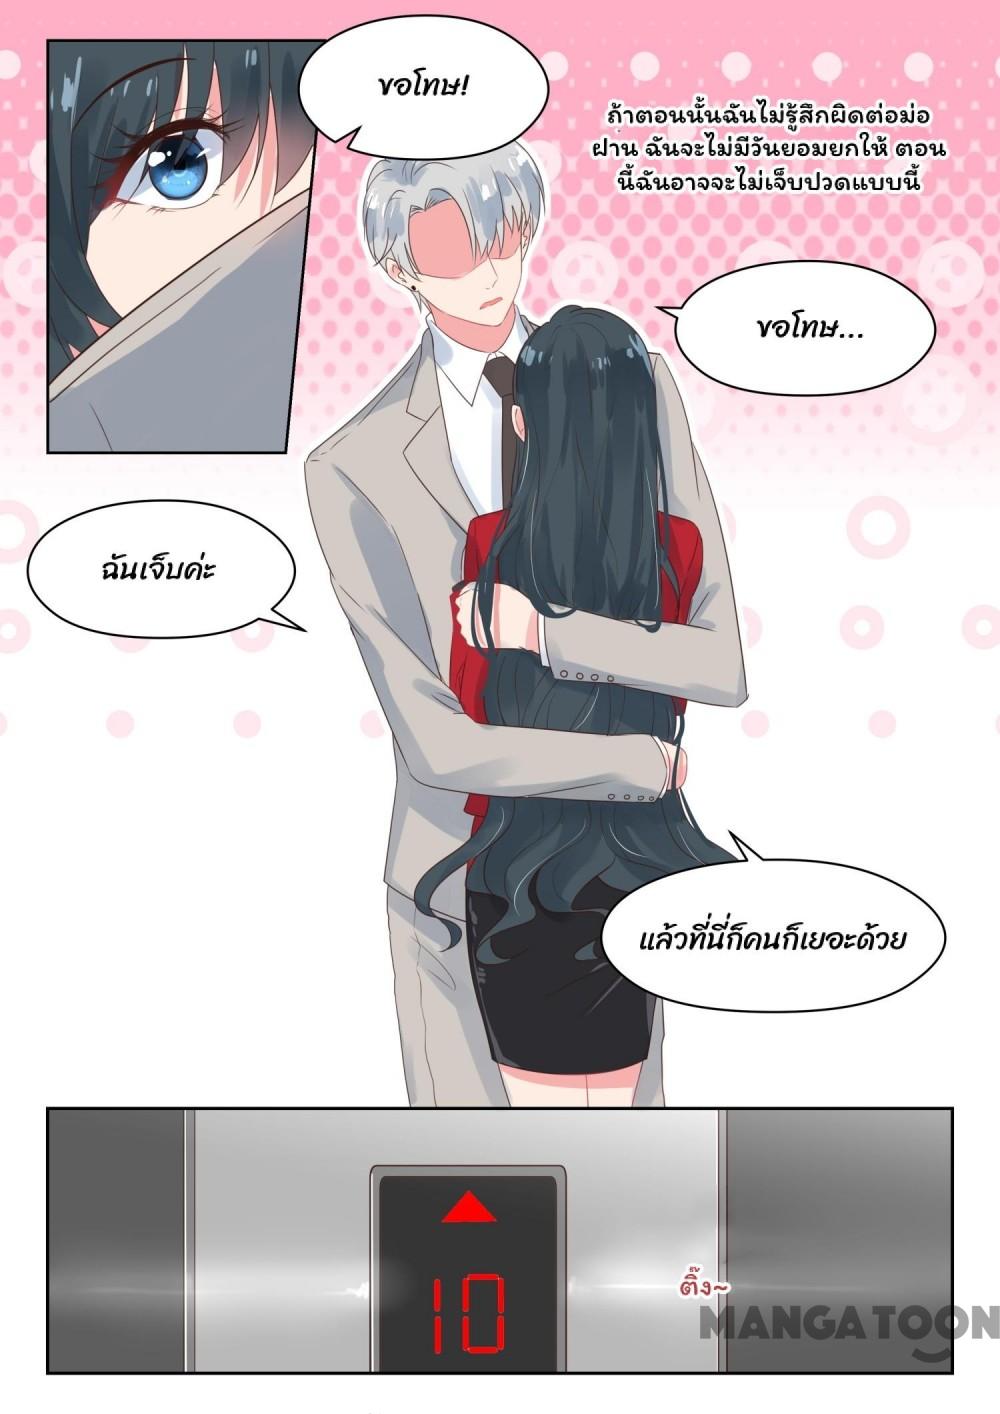 ขอโทษ!
ถ้าตอนนั้นฉันไม่รู้สึกผิดต่อม่อ
ฝาน ฉันจะไม่มีวันยอมยกให้ ตอน
นี้ฉันอาจจะไม่เจ็บปวดแบบนี้
ขอโทษ...
ฉันเจ็บค่ะ
แล้วที่นี่ก็คนก็เยอะด้วย
10
ติ๊ง~
MANGATOON